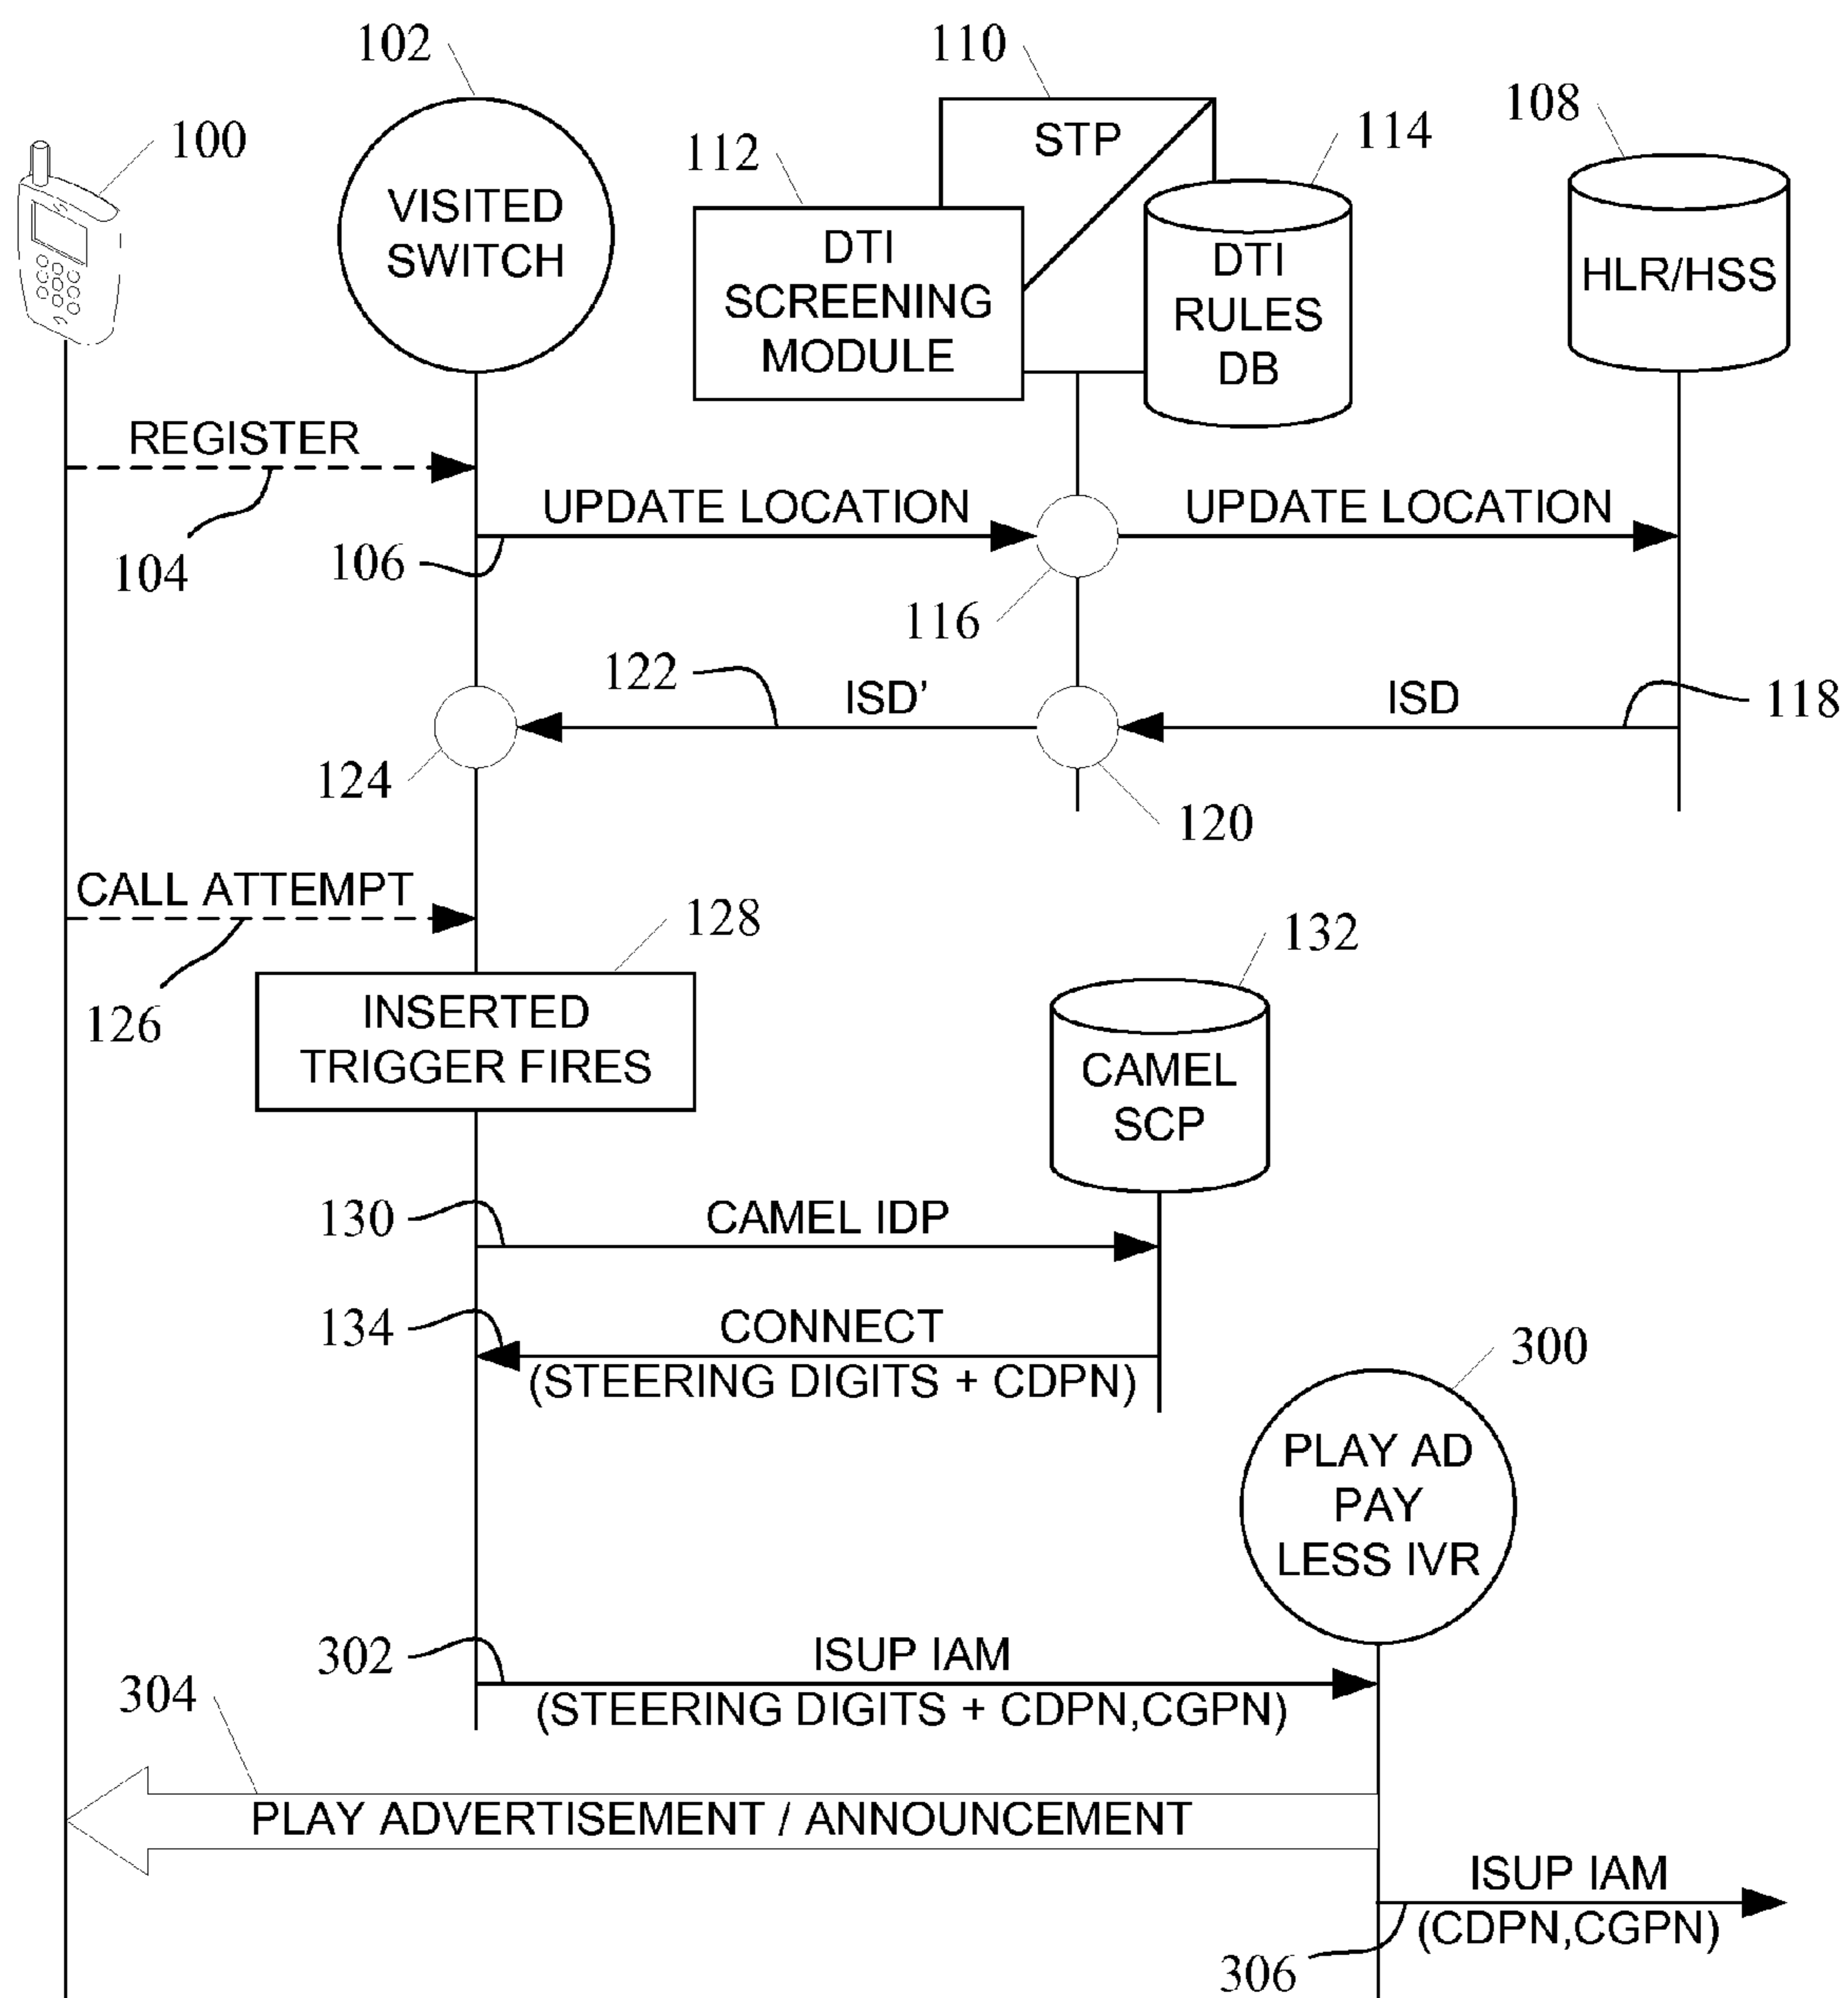 102
110
100
112
114
108
VISITED
SWITCH
STP
DTI
SCREENING
MODULE
DTI
RULES
DB
HLR/HSS
REGISTER
104
UPDATE LOCATION
UPDATE LOCATION
106
116
122
ISD'
ISD
118
124
120
CALL ATTEMPT
126
128
132
INSERTED
TRIGGER FIRES
CAMEL
SCP
130
CAMEL IDP
134
CONNECT
(STEERING DIGITS + CDPN)
300
PLAY AD
PAY
LESS IVR
302
ISUP IAM
(STEERING DIGITS + CDPN,CGPN)
304
PLAY ADVERTISEMENT / ANNOUNCEMENT
ISUP IAM
(CDPN,CGPN)
306